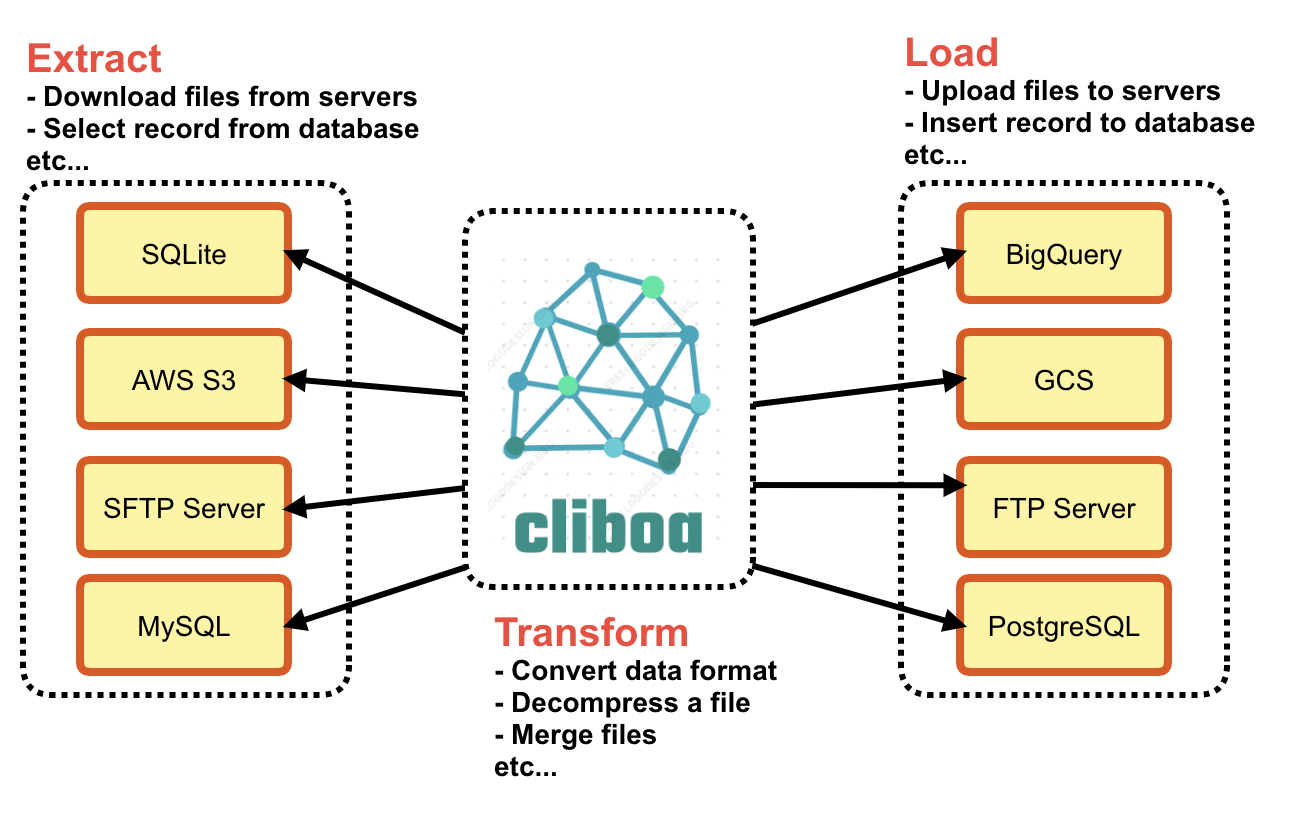 Extract
- Download files from servers
- Select record from database
etc...
SQLite
AWS S3
SFTP Server
MySQL
cliboa
Transform
- Convert data format
- Decompress a file
- Merge files
etc...
Load
- Upload files to servers
- Insert record to database
etc...
BigQuery
GCS
FTP Server
PostgreSQL